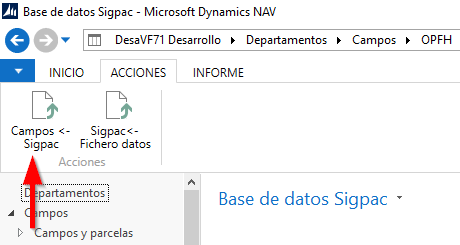 Base de datos Sigpac - Microsoft Dynamics NAV
DesaVF71 Desarrollo Departamentos Campos OPFH
INICIO ACCIONES INFORME
Campos <-
Sigpac
Sigpac<-
Fichero datos
Acciones
Departamentos
Campos
Campos y parcelas
Base de datos Sigpac